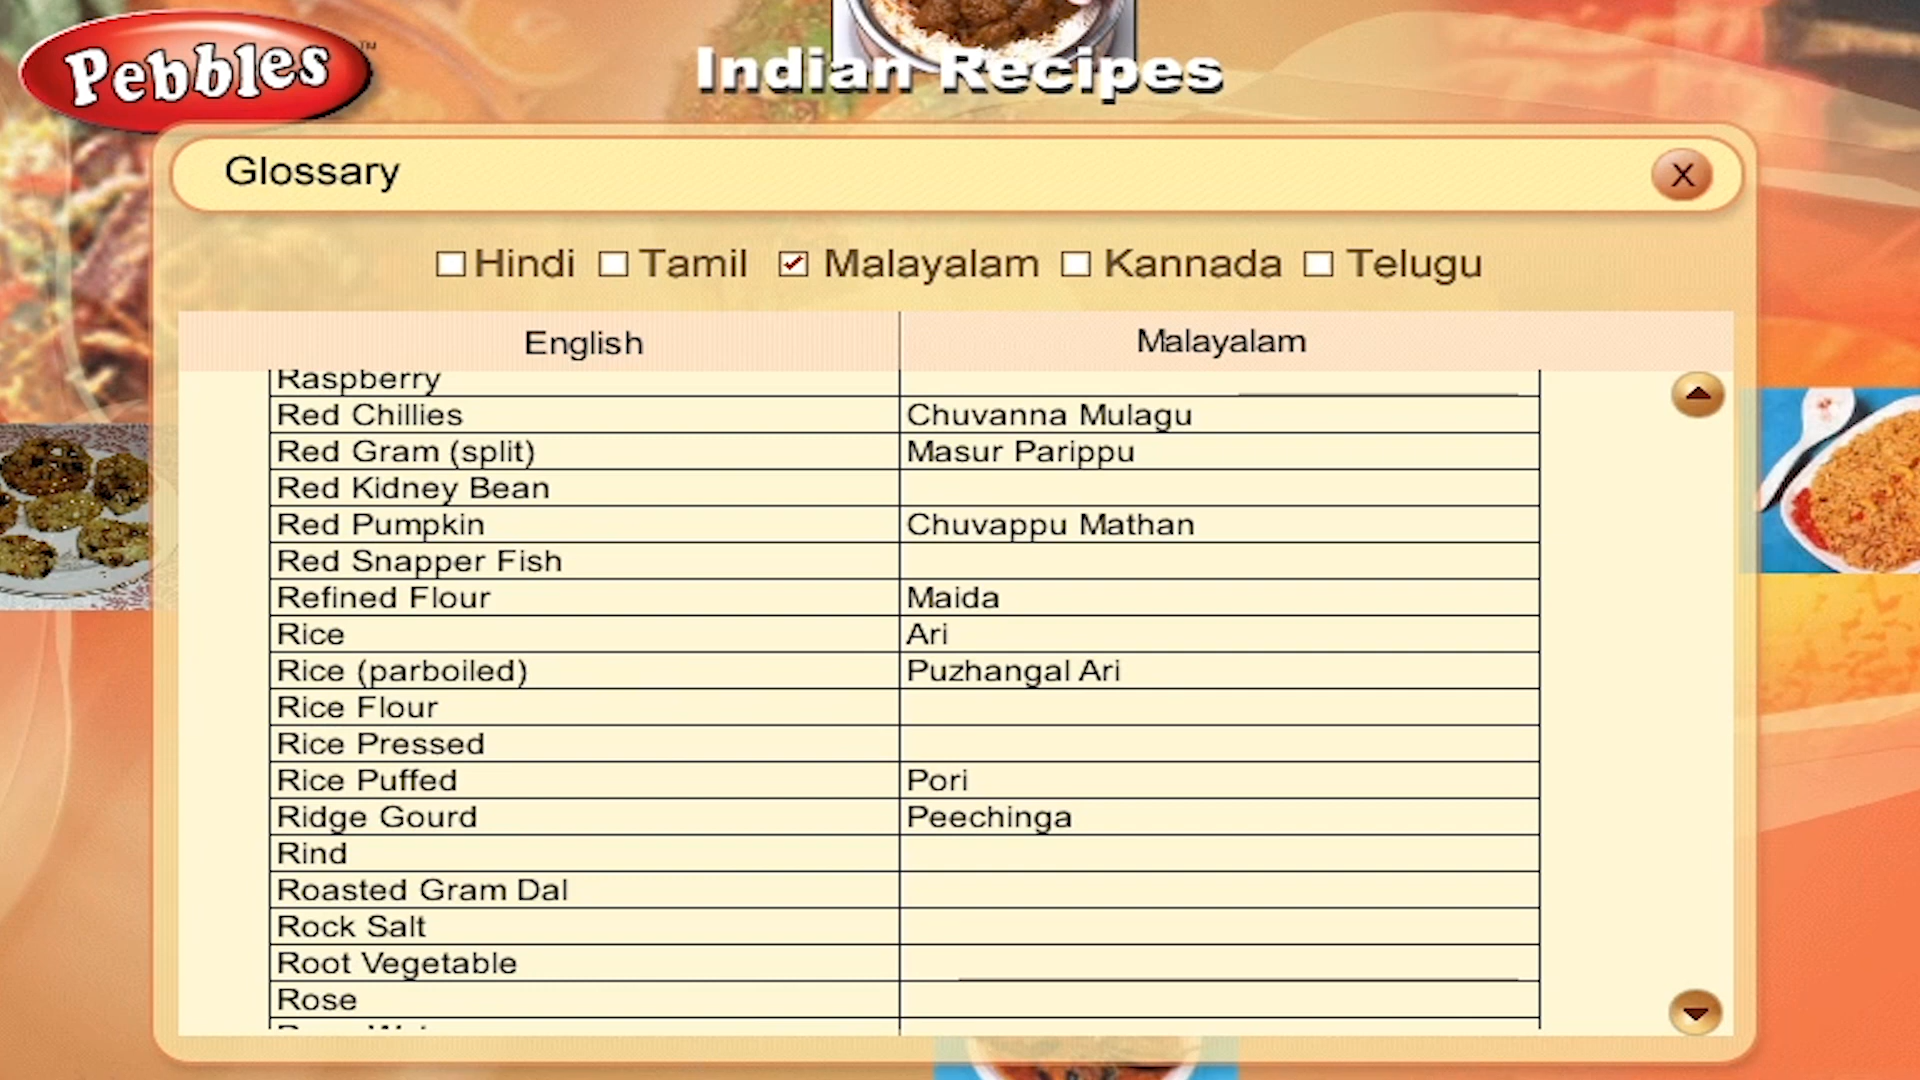 Pebbles™
Indian Recipes
Glossary
X
Hindi Tamil Malayalam Kannada Telugu
English Malayalam
Raspberry
Red Chillies Chuvanna Mulagu
Red Gram (split) Masur Parippu
Red Kidney Bean
Red Pumpkin Chuvappu Mathan
Red Snapper Fish
Refined Flour Maida
Rice Ari
Rice (parboiled) Puzhangal Ari
Rice Flour
Rice Pressed
Rice Puffed Pori
Ridge Gourd Peechinga
Rind
Roasted Gram Dal
Rock Salt
Root Vegetable
Rose